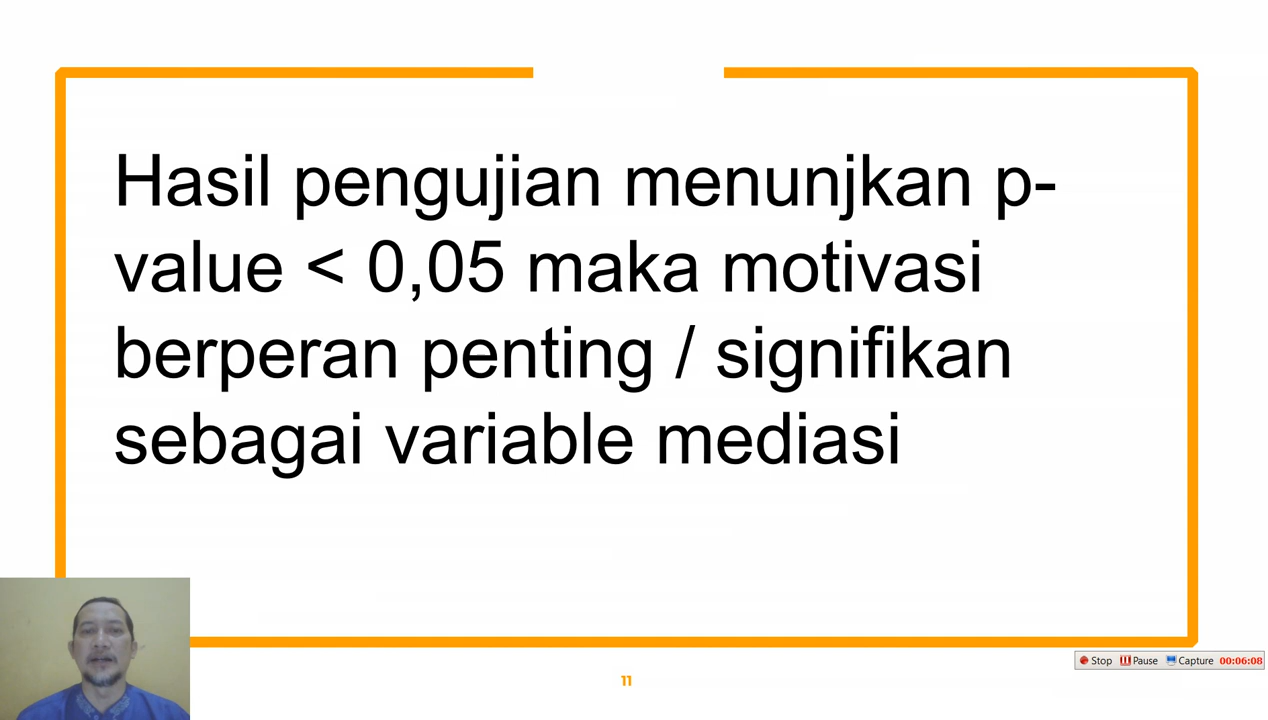 Hasil pengujian menunjkan p-
value < 0,05 maka motivasi
berperan penting / signifikan
sebagai variable mediasi
Stop Pause Capture 00:06:08
11